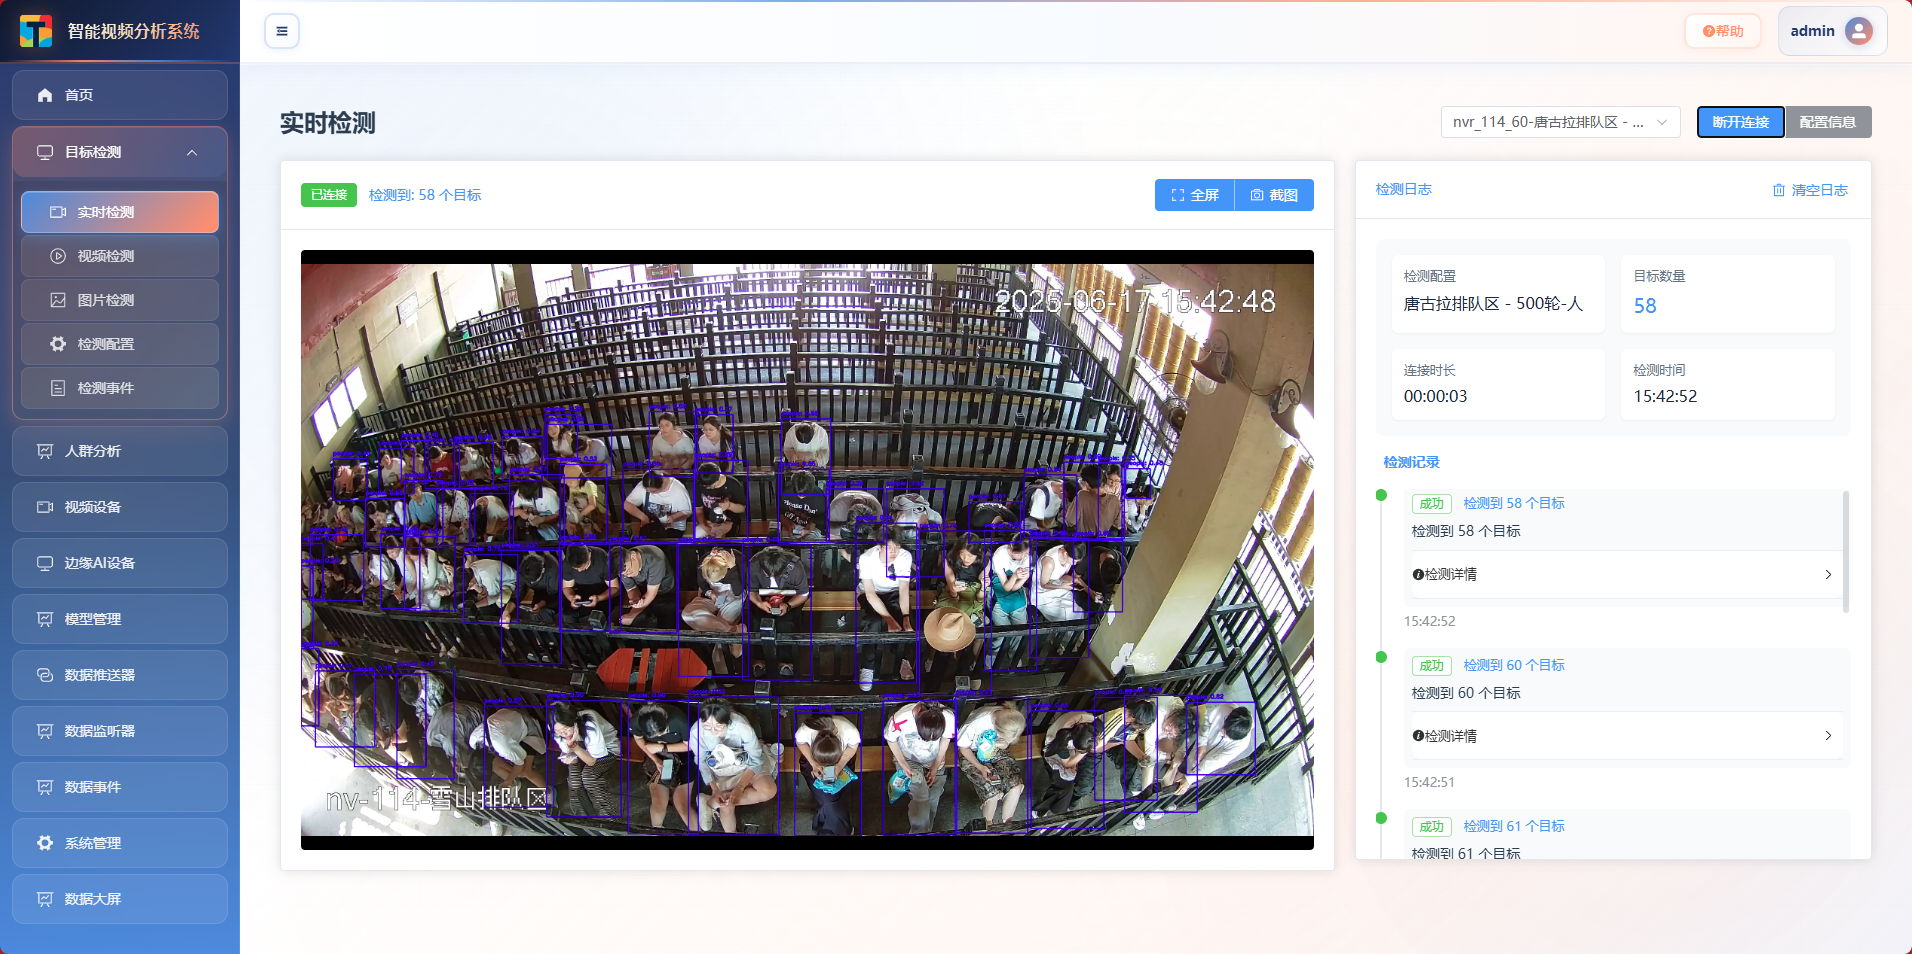 智能视频分析系统
首页
目标检测
实时检测
视频检测
图片检测
检测配置
检测事件
人群分析
视频设备
边缘AI设备
模型管理
数据推送器
数据监听器
数据事件
系统管理
数据大屏
帮助
admin
实时检测
nvr_114_60-唐古拉排队区 - ...
断开连接
配置信息
已连接
检测到: 58 个目标
全屏
截图
2025-06-17 15:42:48
nv-114-雪山排队区
检测日志
清空日志
检测配置
唐古拉排队区 - 500轮-人
目标数量
58
连接时长
00:00:03
检测时间
15:42:52
检测记录
成功 检测到 58 个目标
检测到 58 个目标
检测详情
15:42:52
成功 检测到 60 个目标
检测到 60 个目标
检测详情
15:42:51
成功 检测到 61 个目标
检测到 61 个目标